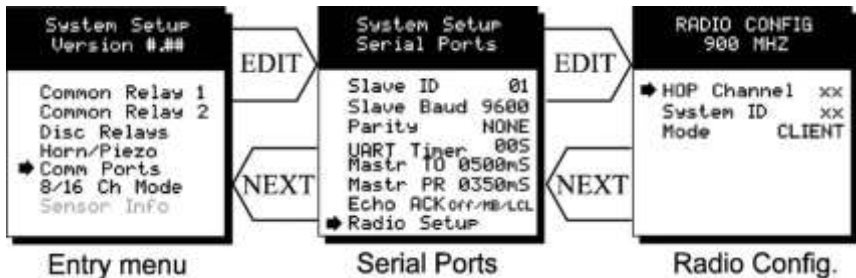 System Setup
Version #.##
Common Relay 1
Common Relay 2
Disc Relays
Horn/Piezo
Comm Ports
8/16 Ch Mode
Sensor Info
Entry menu
EDIT
NEXT
System Setup
Serial Ports
Slave ID 01
Slave Baud 9600
Parity NONE
UART Timer 00S
Mastr TO 0500mS
Mastr PR 0350mS
Echo ACK Off/MB/LCL
Radio Setup
Serial Ports
EDIT
NEXT
RADIO CONFIG
900 MHZ
HOP Channel xx
System ID xx
Mode CLIENT
Radio Config.